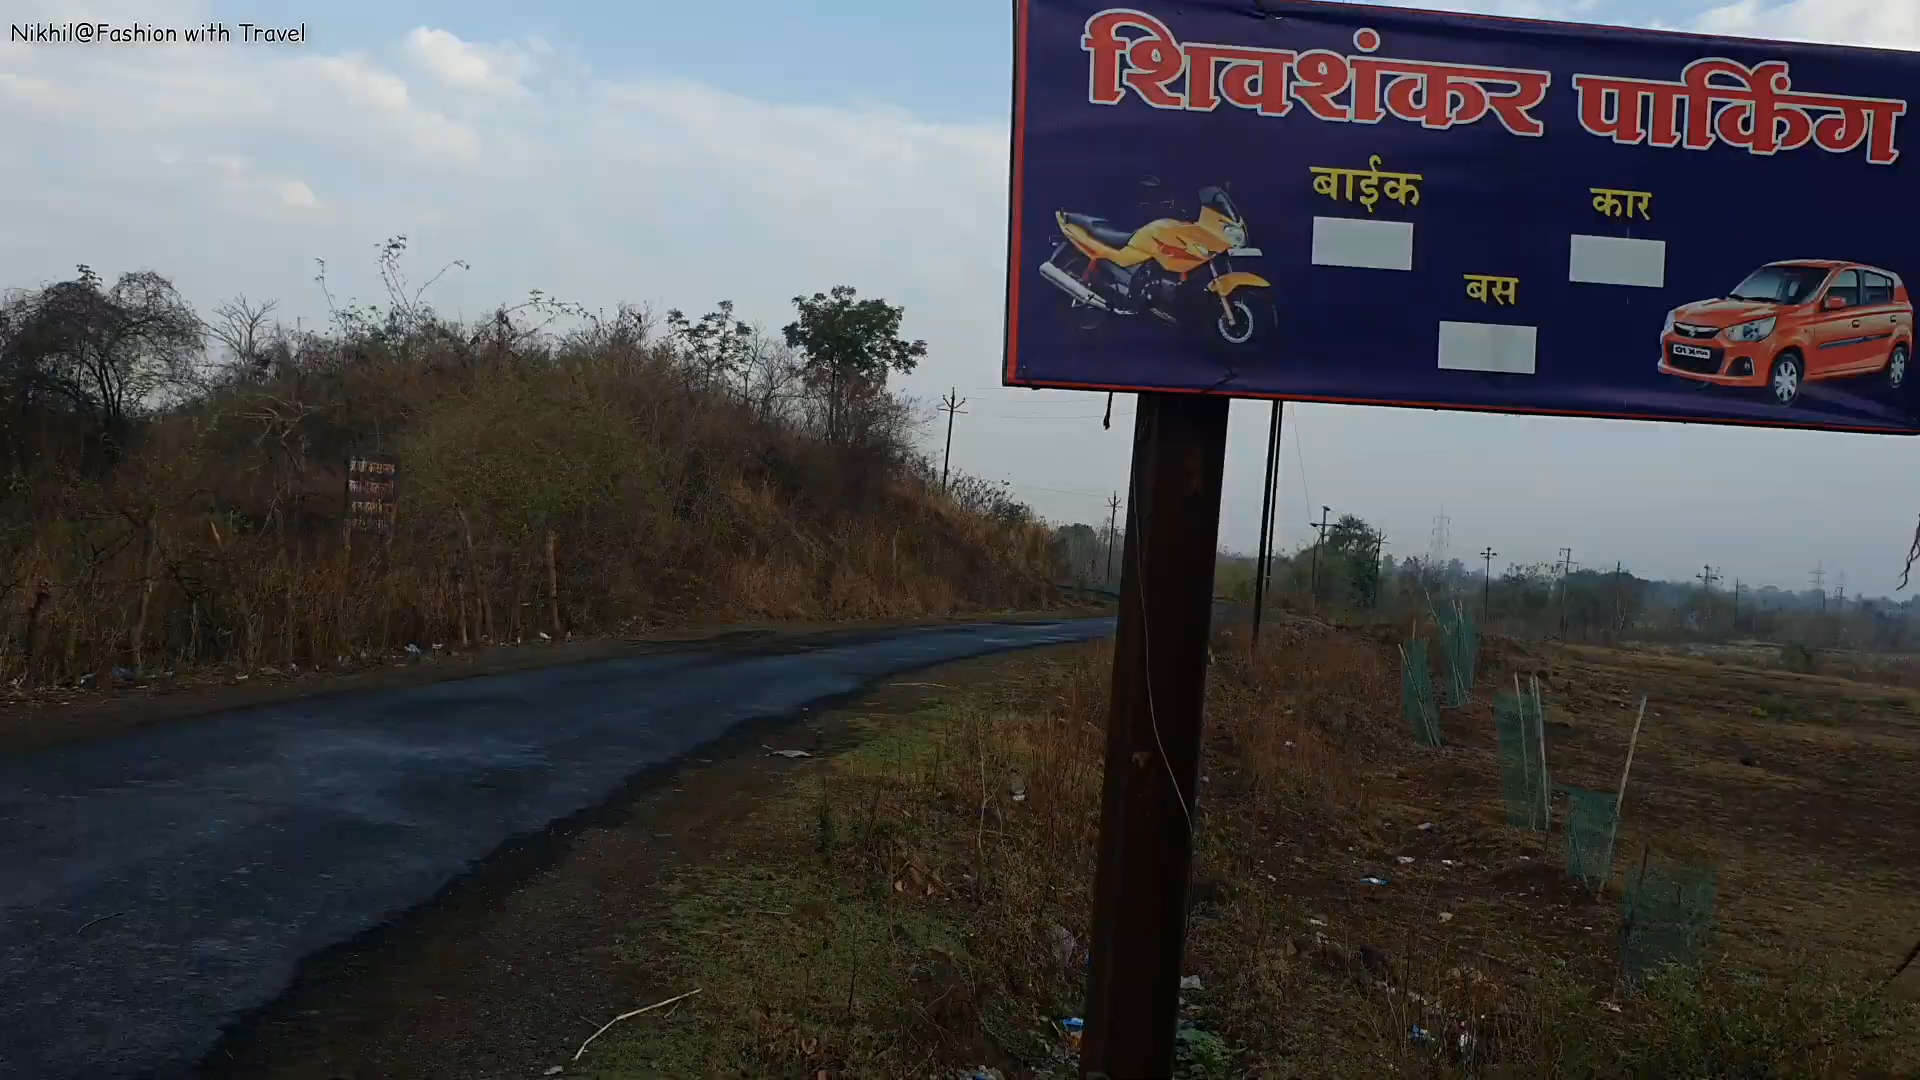 Nikhil@Fashion with Travel
शिवशंकर पार्किंग
बाईक
कार
बस